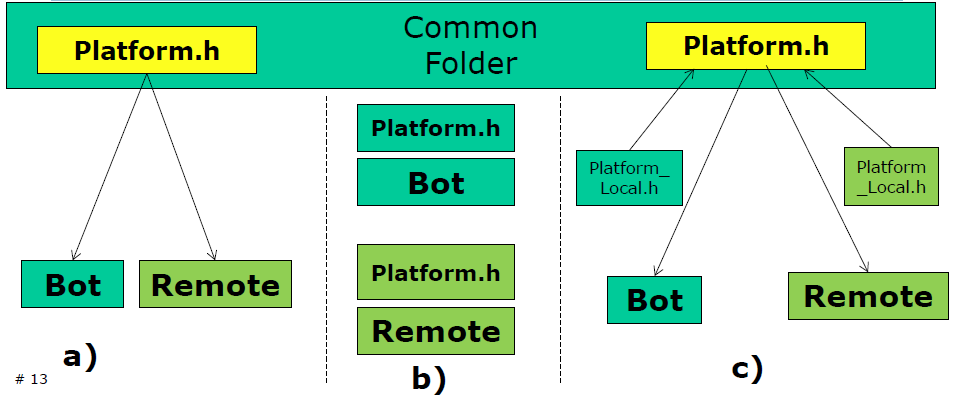 Platform.h
Common
Folder
Platform.h
Platform.h
Bot
Platform.h
Remote
Platform_
Local.h
Platform
_Local.h
Bot
Remote
Bot
Remote
a)
b)
c)
# 13